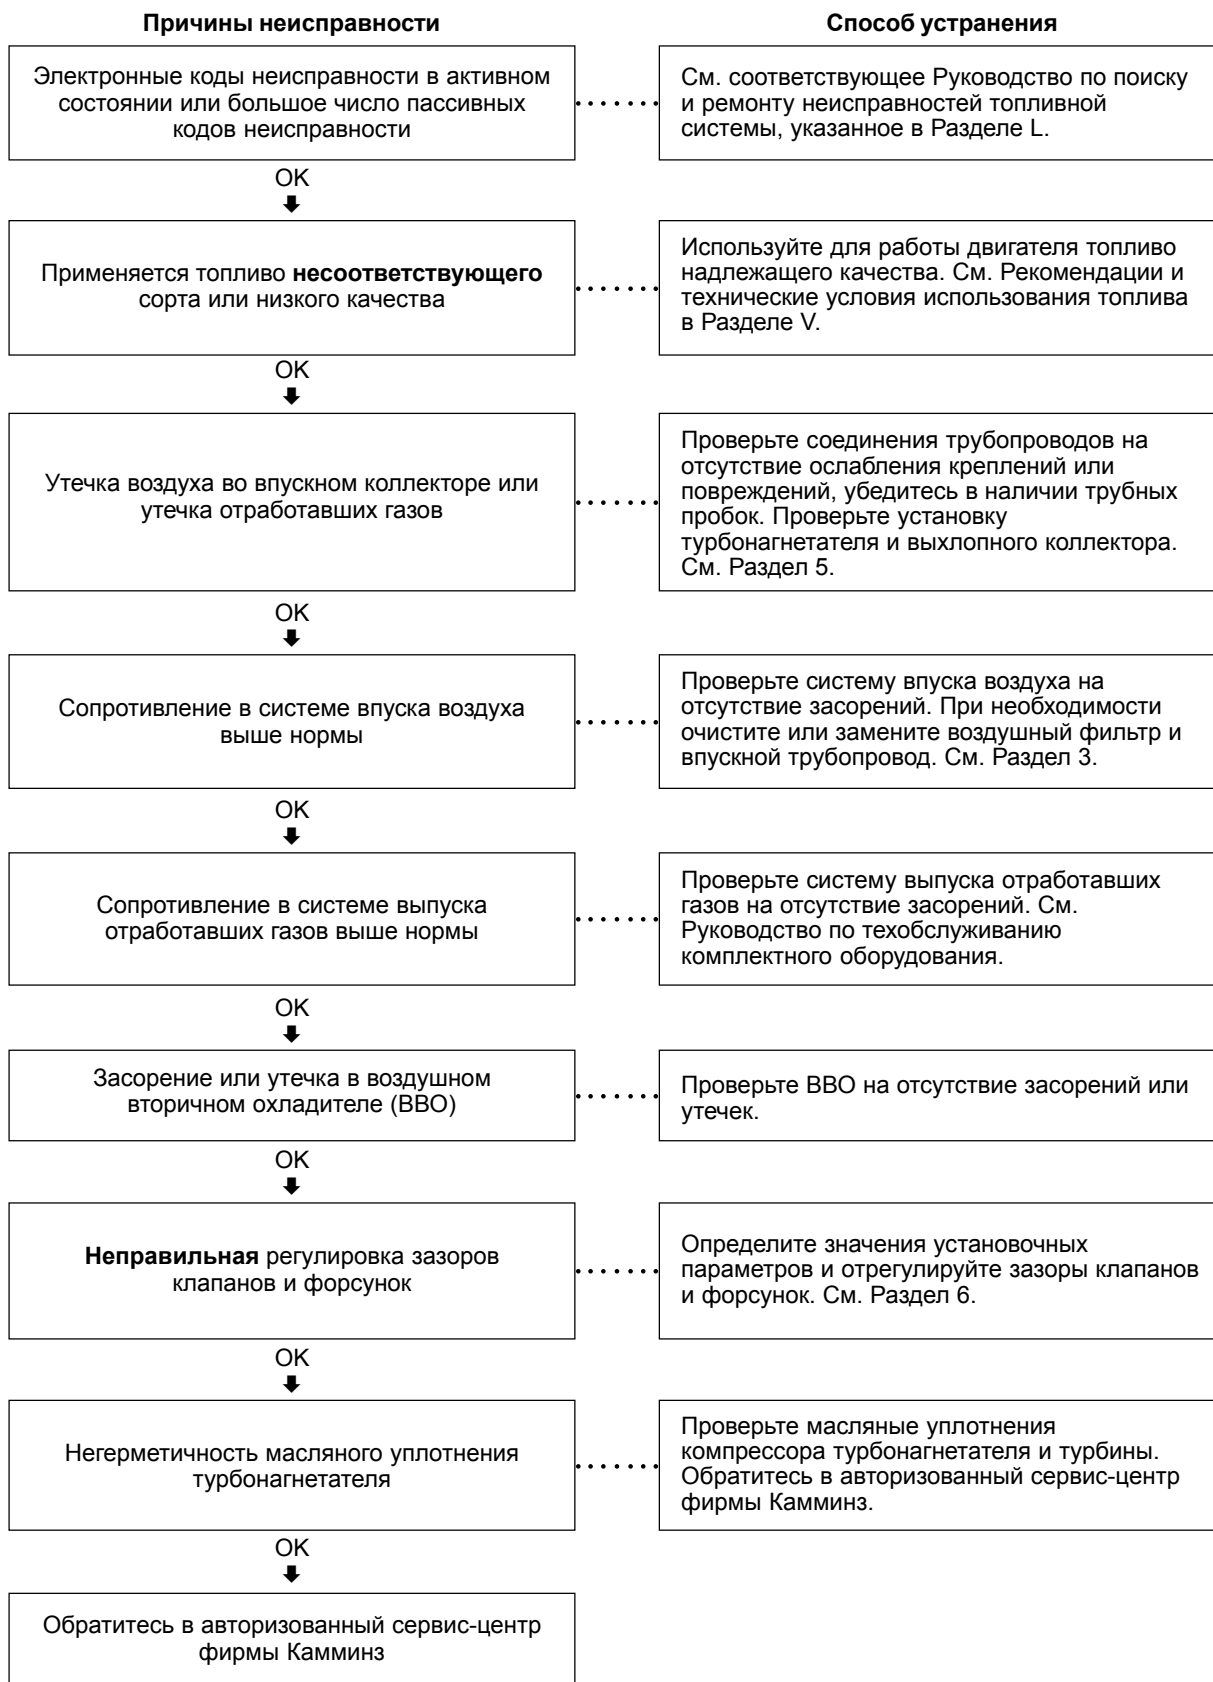 Причины неисправности
Способ устранения
Электронные коды неисправности в активном
состоянии или большое число пассивных
кодов неисправности
См. соответствующее Руководство по поиску
и ремонту неисправностей топливной
системы, указанное в Разделе L.
OK
Применяется топливо несоответствующего
сорта или низкого качества
Используйте для работы двигателя топливо
надлежащего качества. См. Рекомендации и
технические условия использования топлива
в Разделе V.
OK
Утечка воздуха во впускном коллекторе или
утечка отработавших газов
Проверьте соединения трубопроводов на
отсутствие ослабления креплений или
повреждений, убедитесь в наличии трубных
пробок. Проверьте установку
турбонагнетателя и выхлопного коллектора.
См. Раздел 5.
OK
Сопротивление в системе впуска воздуха
выше нормы
Проверьте систему впуска воздуха на
отсутствие засорений. При необходимости
очистите или замените воздушный фильтр и
впускной трубопровод. См. Раздел 3.
OK
Сопротивление в системе выпуска
отработавших газов выше нормы
Проверьте систему выпуска отработавших
газов на отсутствие засорений. См.
Руководство по техобслуживанию
комплектного оборудования.
OK
Засорение или утечка в воздушном
вторичном охладителе (ВВО)
Проверьте ВВО на отсутствие засорений или
утечек.
OK
Неправильная регулировка зазоров
клапанов и форсунок
Определите значения установочных
параметров и отрегулируйте зазоры клапанов
и форсунок. См. Раздел 6.
OK
Негерметичность масляного уплотнения
турбонагнетателя
Проверьте масляные уплотнения
компрессора турбонагнетателя и турбины.
Обратитесь в авторизованный сервис-центр
фирмы Камминз.
OK
Обратитесь в авторизованный сервис-центр
фирмы Камминз